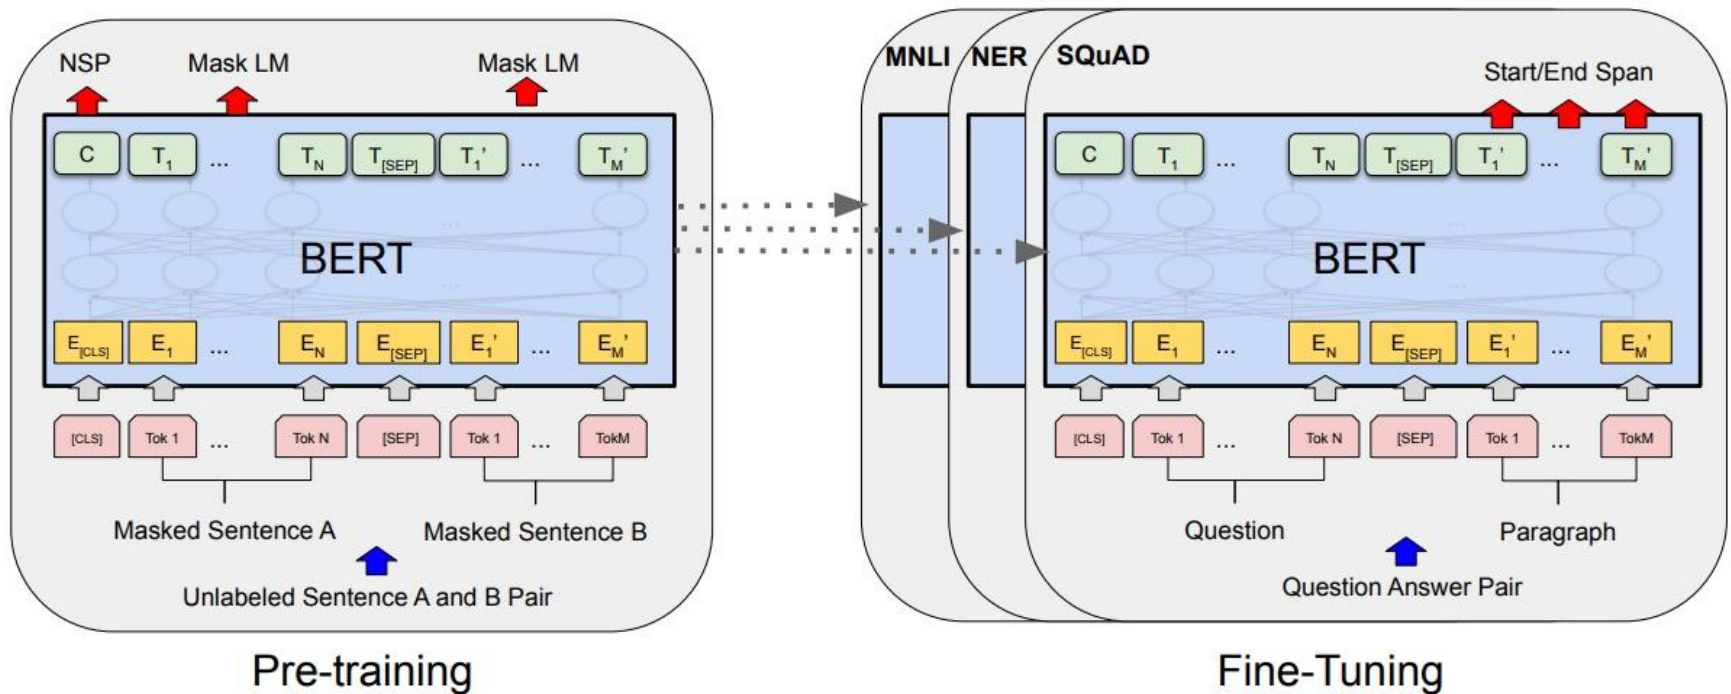 NSP Mask LM Mask LM
C T1 ... TN T[SEP] T1’ ... TM’
...
BERT
...
E[CLS] E1 ... EN E[SEP] E1’ ... EM’
[CLS] Tok 1 ... Tok N [SEP] Tok 1 ... TokM
Masked Sentence A Masked Sentence B
Unlabeled Sentence A and B Pair
Pre-training
MNLI NER SQuAD
Start/End Span
C T1 ... TN T[SEP] T1’ ... TM’
...
BERT
...
E[CLS] E1 ... EN E[SEP] E1’ ... EM’
[CLS] Tok 1 ... Tok N [SEP] Tok 1 ... TokM
Question Paragraph
Question Answer Pair
Fine-Tuning